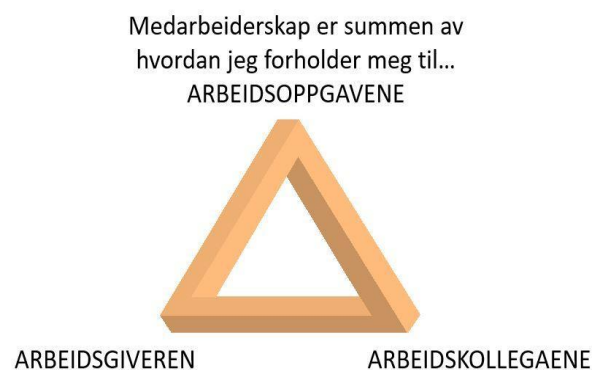 Medarbeiderskap er summen av
hvordan jeg forholder meg til...
ARBEIDSOPPGAVENE
ARBEIDSGIVEREN
ARBEIDSKOLLEGAENE